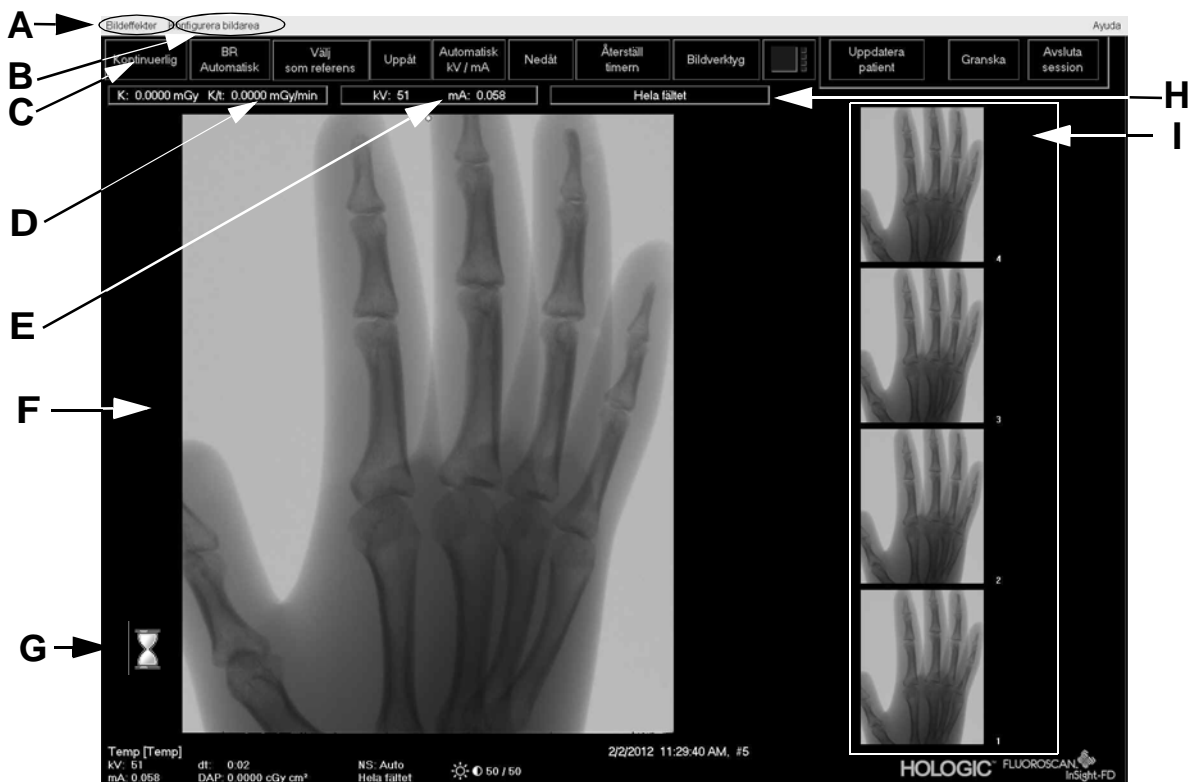 A
Bildeffekter Konfigurera bildarea Ayuda
B
C
Kontinuerlig
BR
Automatisk
Välj
som referens
Uppåt
Automatisk
kV / mA
Nedåt
Återställ
timern
Bildverktyg
Uppdatera
patient
Granska
Avsluta
session
K: 0.0000 mGy K/t: 0.0000 mGy/min
kV: 51 mA: 0.058
Hela fältet
H
I
D
E
F
G
4
3
2
1
Temp [Temp] 2/2/2012 11:29:40 AM, #5
kV: 51 dt: 0:02 NS: Auto
mA: 0.058 DAP: 0.0000 cGy cm² Hela fältet
50 / 50
HOLOGIC™ FLUOROSCAN
InSight-FD